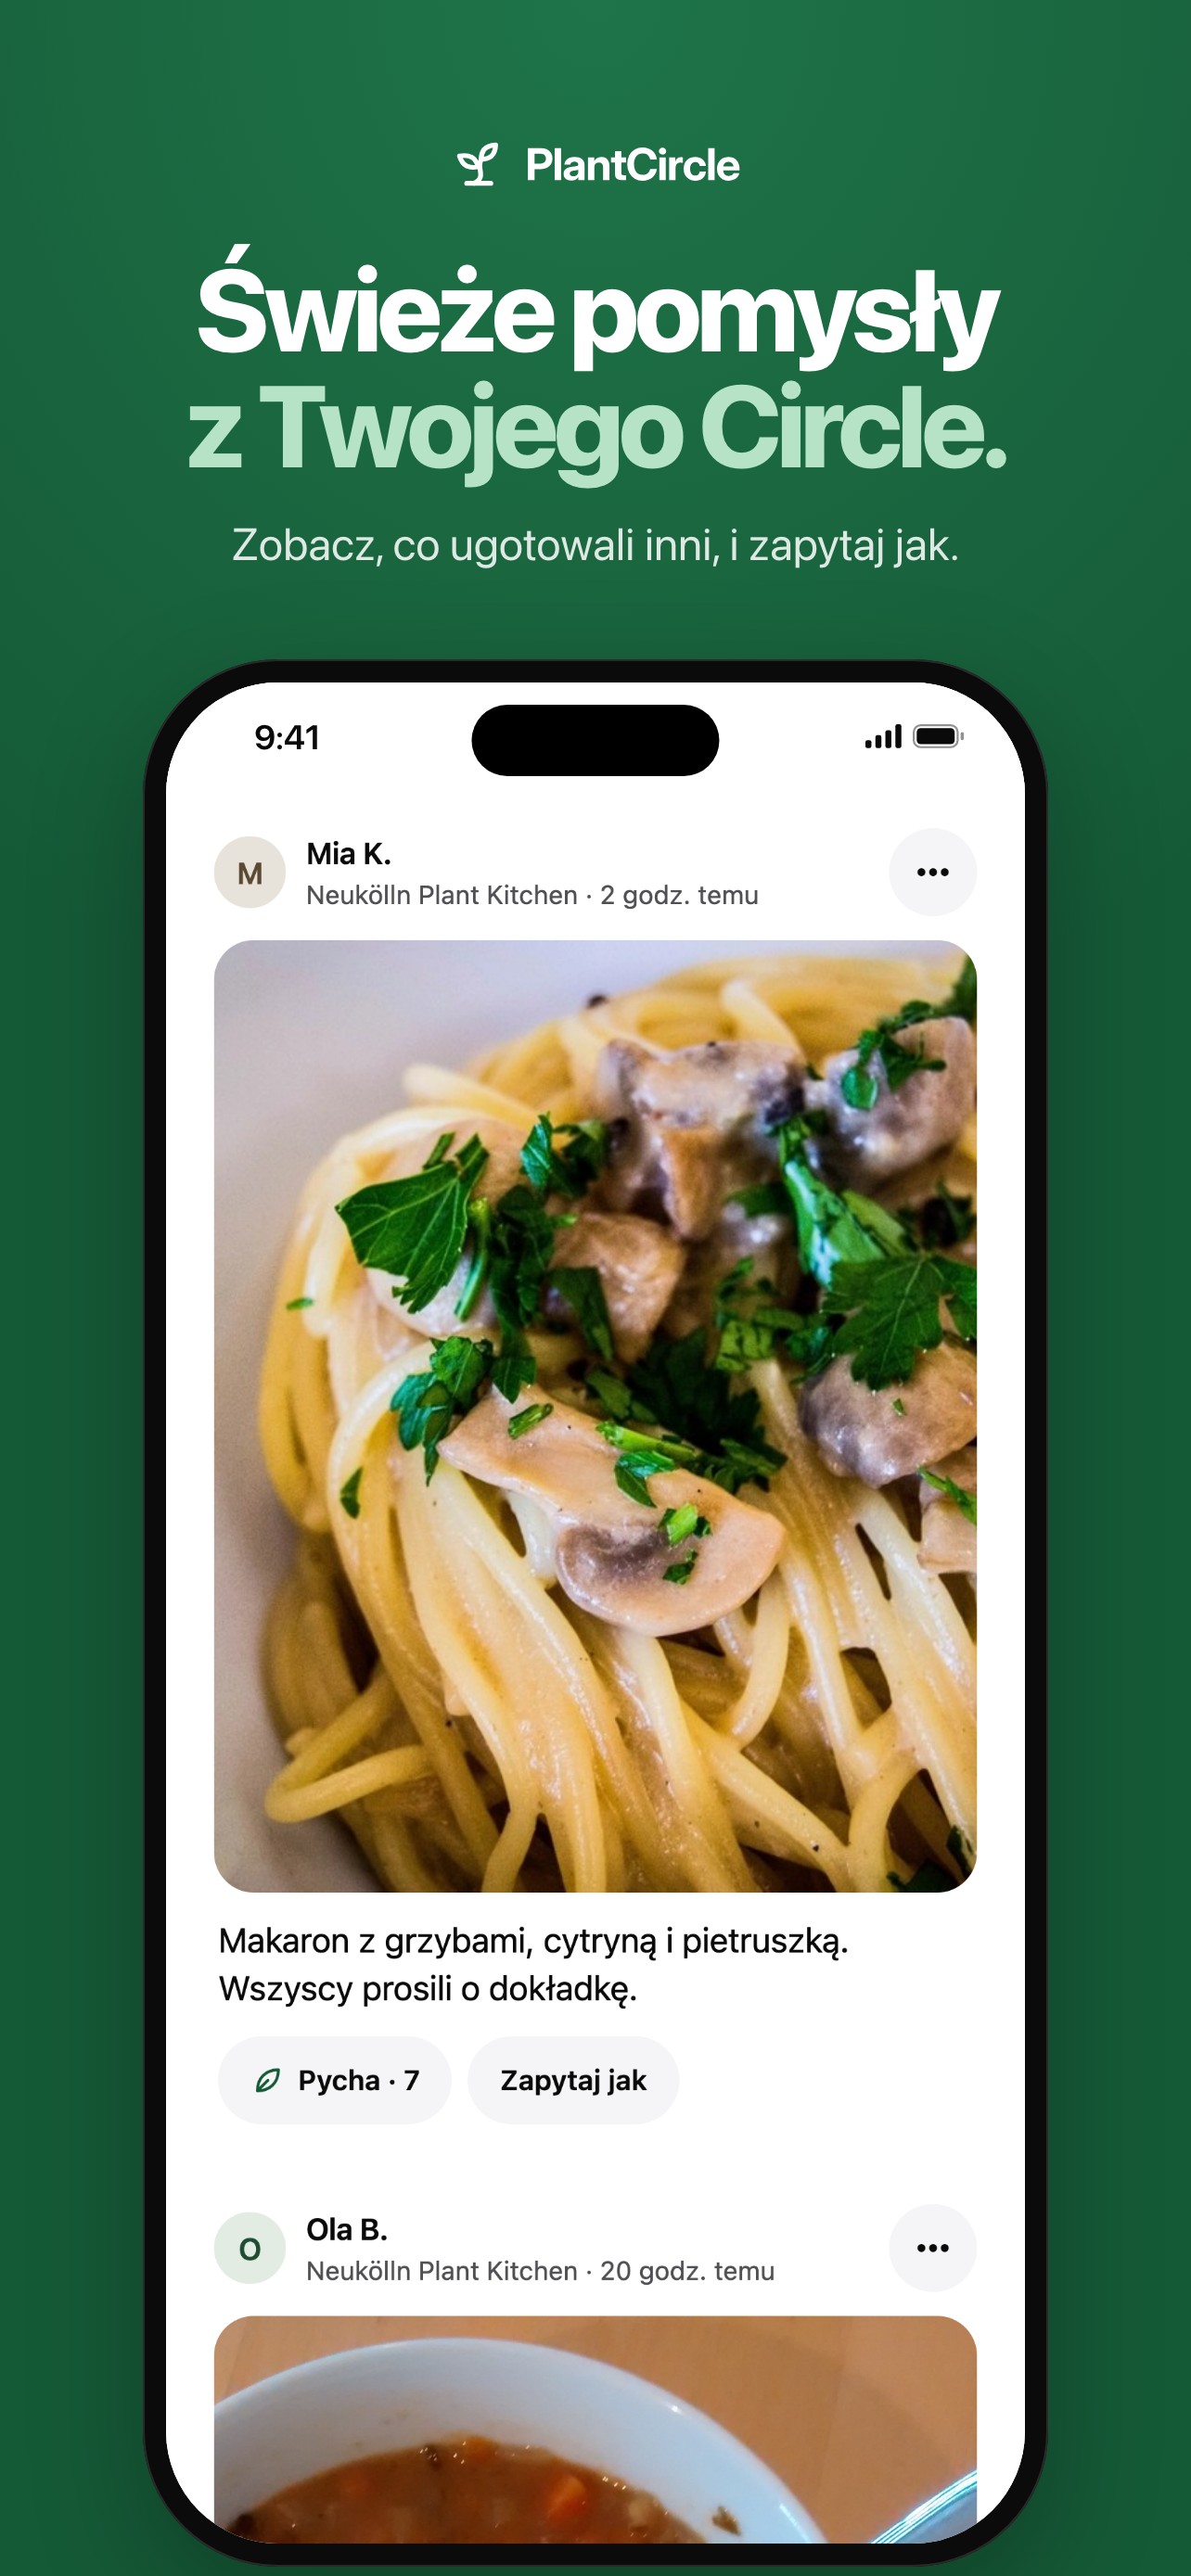 PlantCircle
Świeże pomysły
z Twojego Circle.
Zobacz, co ugotowali inni, i zapytaj jak.
9:41
M
Mia K.
Neukölln Plant Kitchen · 2 godz. temu
Makaron z grzybami, cytryną i pietruszką.
Wszyscy prosili o dokładkę.
Pycha · 7
Zapytaj jak
O
Ola B.
Neukölln Plant Kitchen · 20 godz. temu